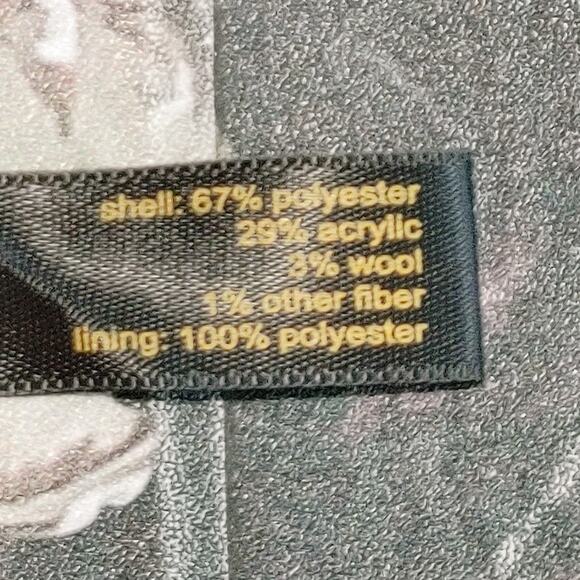 shell: 67% polyester
29% acrylic
3% wool
1% other fiber
lining: 100% polyester